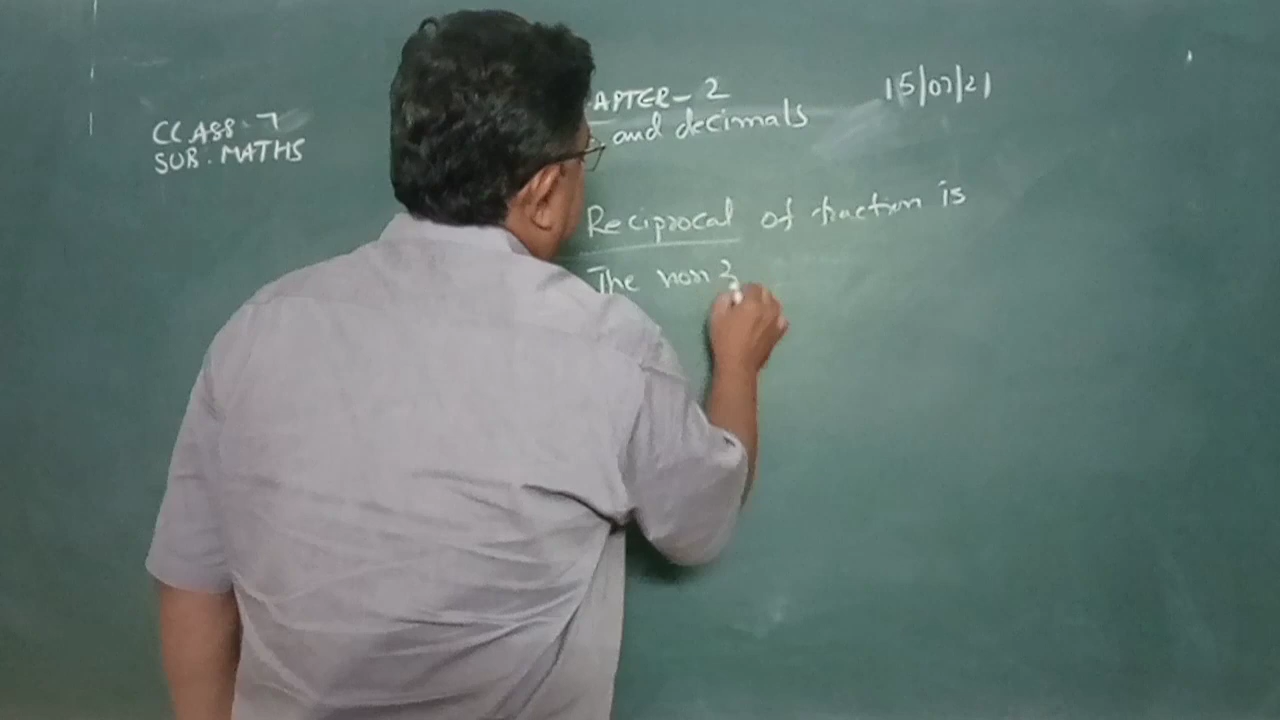 CLASS. 7
SUB. MATHS
APTER - 2
15/07/21
and decimals
Reciprocal of fraction is
The non